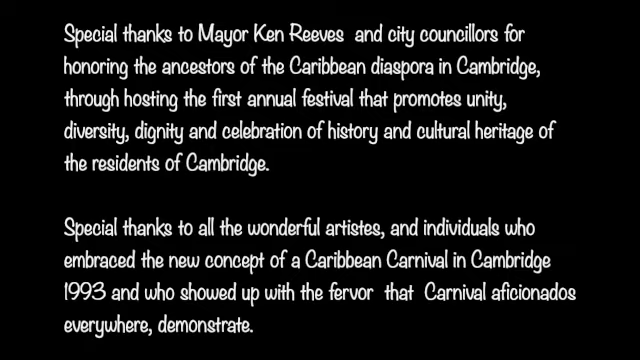 Special thanks to Mayor Ken Reeves and city councillors for
honoring the ancestors of the Caribbean diaspora in Cambridge,
through hosting the first annual festival that promotes unity,
diversity, dignity and celebration of history and cultural heritage of
the residents of Cambridge.
Special thanks to all the wonderful artistes, and individuals who
embraced the new concept of a Caribbean Carnival in Cambridge
1993 and who showed up with the fervor that Carnival aficionados
everywhere, demonstrate.